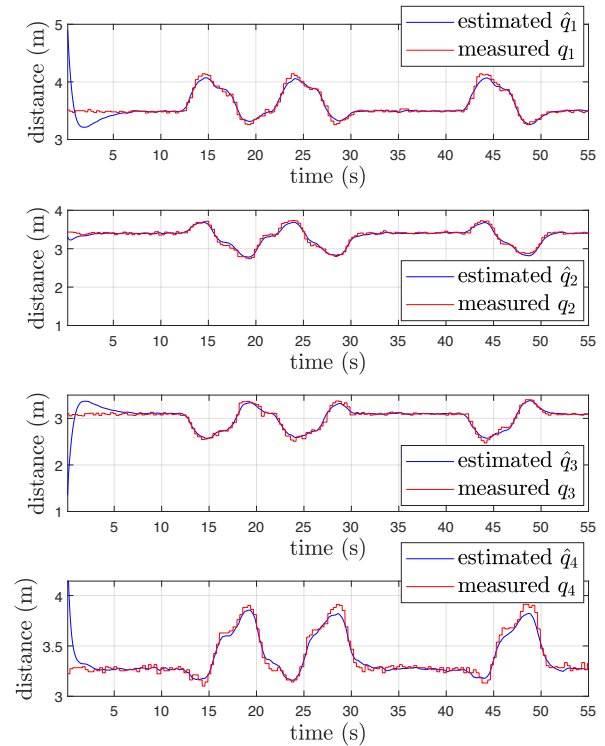 estimated q̂₁
measured q₁
distance (m)
5
4
3
5 10 15 20 25 30 35 40 45 50 55
time (s)
distance (m)
4
3
2
1
estimated q̂₂
measured q₂
5 10 15 20 25 30 35 40 45 50 55
time (s)
distance (m)
3
2
1
estimated q̂₃
measured q₃
5 10 15 20 25 30 35 40 45 50 55
time (s)
estimated q̂₄
measured q₄
distance (m)
4
3.5
3
5 10 15 20 25 30 35 40 45 50 55
time (s)